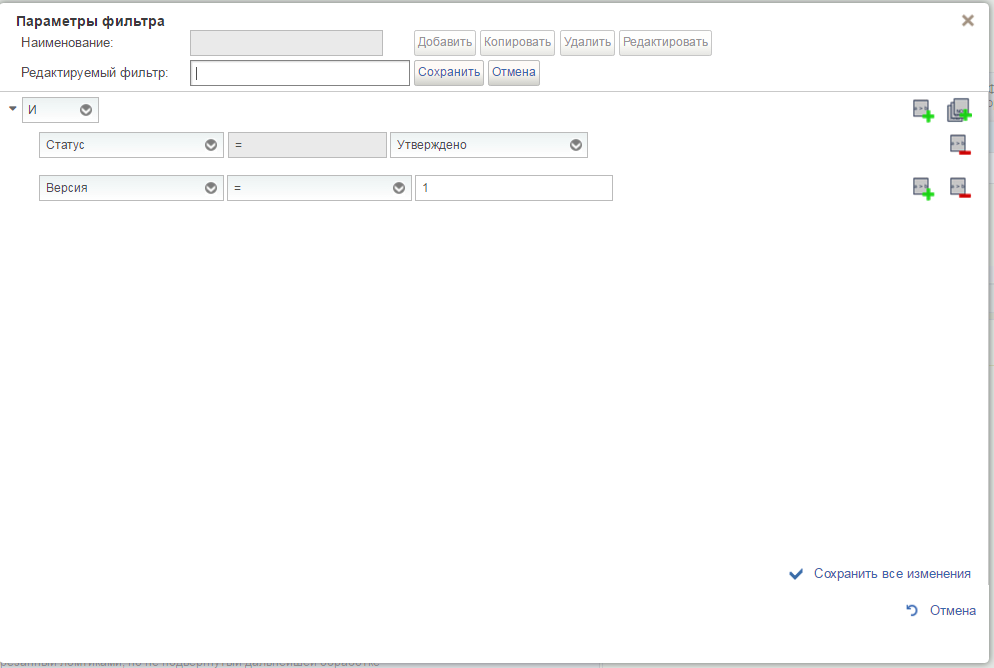 Параметры фильтра
Наименование: Добавить Копировать Удалить Редактировать
Редактируемый фильтр: Сохранить Отмена
И
Статус = Утверждено
Версия = 1
Сохранить все изменения
Отмена